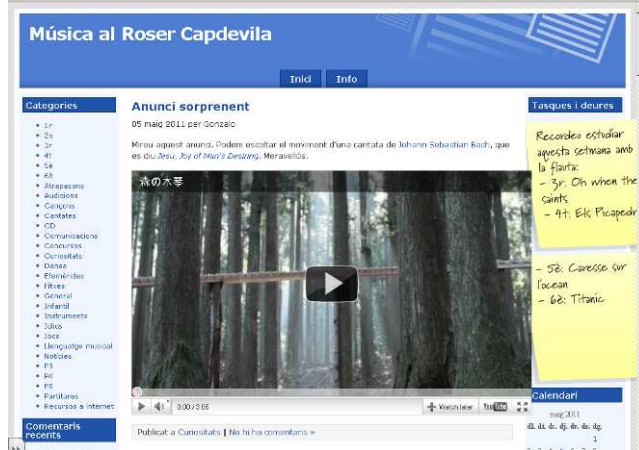 Música al Roser Capdevila
Inici Info
Categories
1r
2n
3r
4t
5è
6è
Atrapasons
Audicions
Cançons
Cantates
CD
Comunicacions
Concursos
Curiositats
Dansa
Efemèrides
Fitxes
General
Infantil
Instruments
Jclics
Jocs
Llenguatge musical
Notícies
P3
P4
P5
Partitures
Recursos a internet
Comentaris
recents
Anunci sorprenent
05 maig 2011 per Gonzalo
Mireu aquest anunci. Podem escoltar el moviment d'una cantata de Johann Sebastian Bach, que
es diu Jesu, Joy of Man's Desiring. Meravellós.
森の木琴
0:00 / 3:06
Watch later YouTube
Publicat a Curiositats | No hi ha comentaris »
Tasques i deures
Recordeu estudiar
aquesta setmana amb
la flauta:
- 3r: Oh when the
saints
- 4t: Els Picapedr
- 5è: Caresse sur
l'ocean
- 6è: Titanic
Calendari
maig 2011
dl. dt. dc. dj. dv. ds. dg.
1